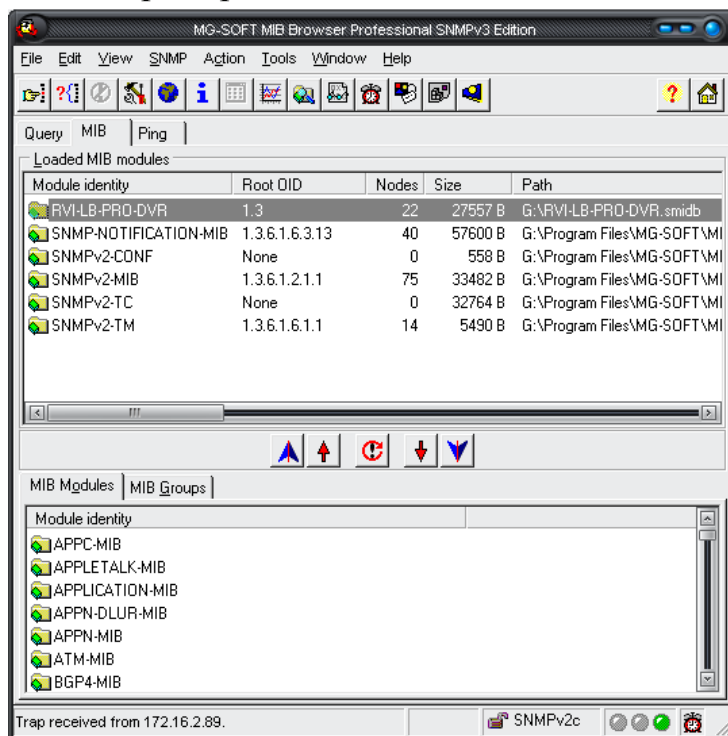 MG-SOFT MIB Browser Professional SNMPv3 Edition
File Edit View SNMP Action Tools Window Help
Query MIB Ping
Loaded MIB modules
Module identity Root OID Nodes Size Path
RVI-LB-PRO-DVR 1.3 22 27557 B G:\RVI-LB-PRO-DVR.smidb
SNMP-NOTIFICATION-MIB 1.3.6.1.6.3.13 40 57600 B G:\Program Files\MG-SOFT\MI
SNMPv2-CONF None 0 558 B G:\Program Files\MG-SOFT\MI
SNMPv2-MIB 1.3.6.1.2.1.1 75 33482 B G:\Program Files\MG-SOFT\MI
SNMPv2-TC None 0 32764 B G:\Program Files\MG-SOFT\MI
SNMPv2-TM 1.3.6.1.6.1.1 14 5490 B G:\Program Files\MG-SOFT\MI
MIB Modules MIB Groups
Module identity
APPC-MIB
APPLETALK-MIB
APPLICATION-MIB
APPN-DLUR-MIB
APPN-MIB
ATM-MIB
BGP4-MIB
Trap received from 172.16.2.89. SNMPv2c